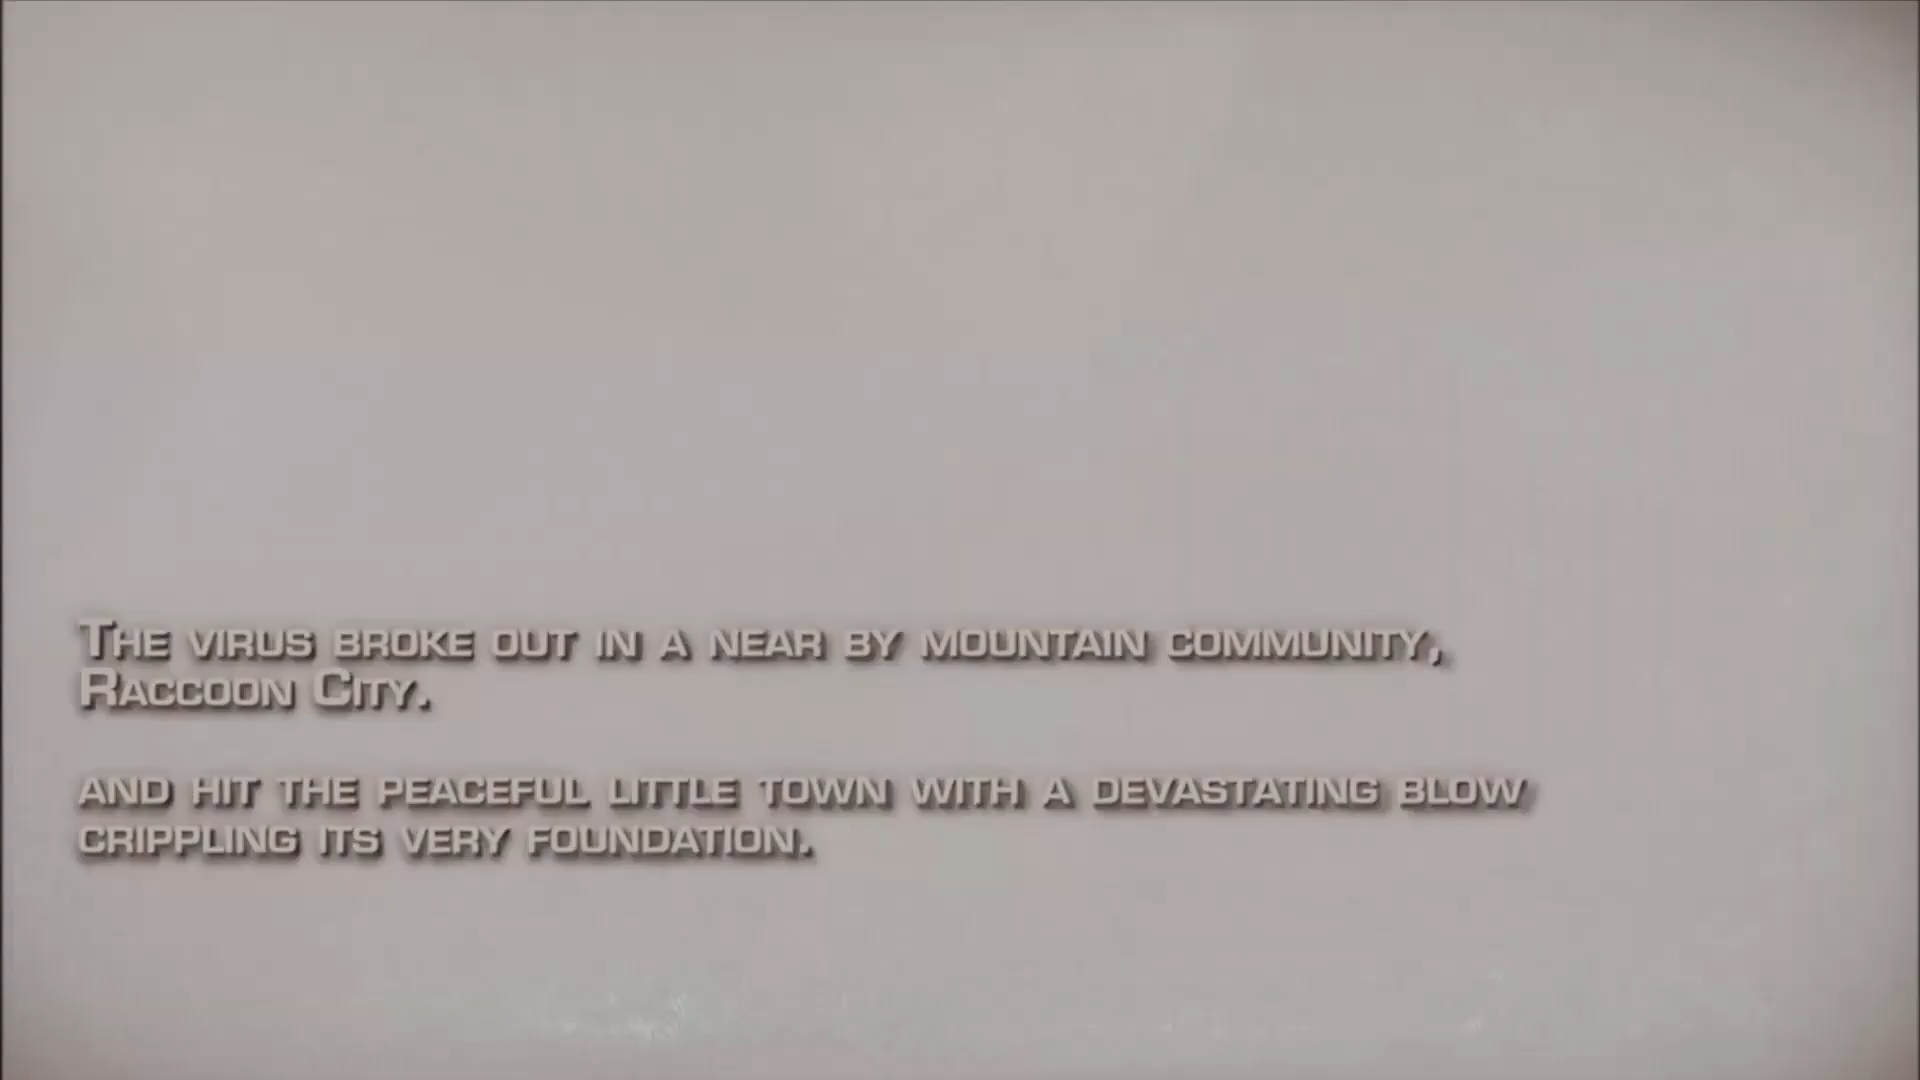 The virus broke out in a near by mountain community,
Raccoon City.
and hit the peaceful little town with a devastating blow
crippling its very foundation.